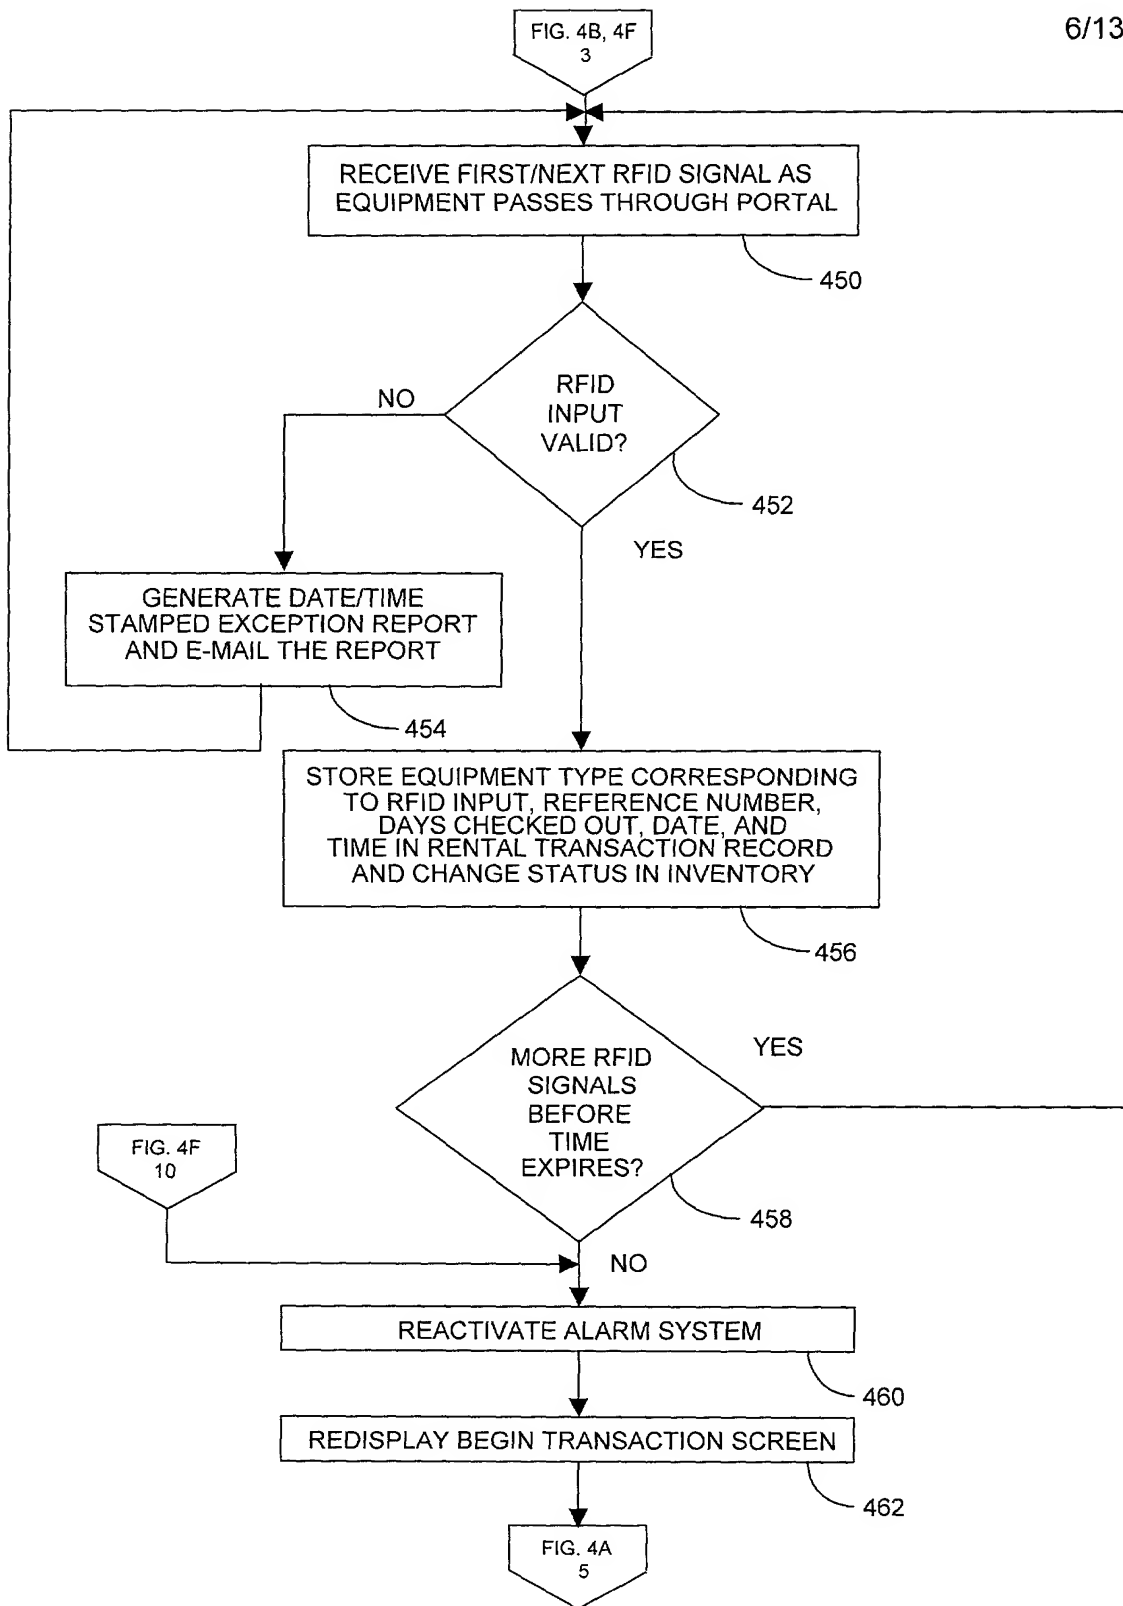 6/13
FIG. 4B, 4F
3
RECEIVE FIRST/NEXT RFID SIGNAL AS
EQUIPMENT PASSES THROUGH PORTAL
450
RFID
INPUT
VALID?
NO
452
YES
GENERATE DATE/TIME
STAMPED EXCEPTION REPORT
AND E-MAIL THE REPORT
454
STORE EQUIPMENT TYPE CORRESPONDING
TO RFID INPUT, REFERENCE NUMBER,
DAYS CHECKED OUT, DATE, AND
TIME IN RENTAL TRANSACTION RECORD
AND CHANGE STATUS IN INVENTORY
456
MORE RFID
SIGNALS
BEFORE
TIME
EXPIRES?
YES
458
FIG. 4F
10
NO
REACTIVATE ALARM SYSTEM
460
REDISPLAY BEGIN TRANSACTION SCREEN
462
FIG. 4A
5